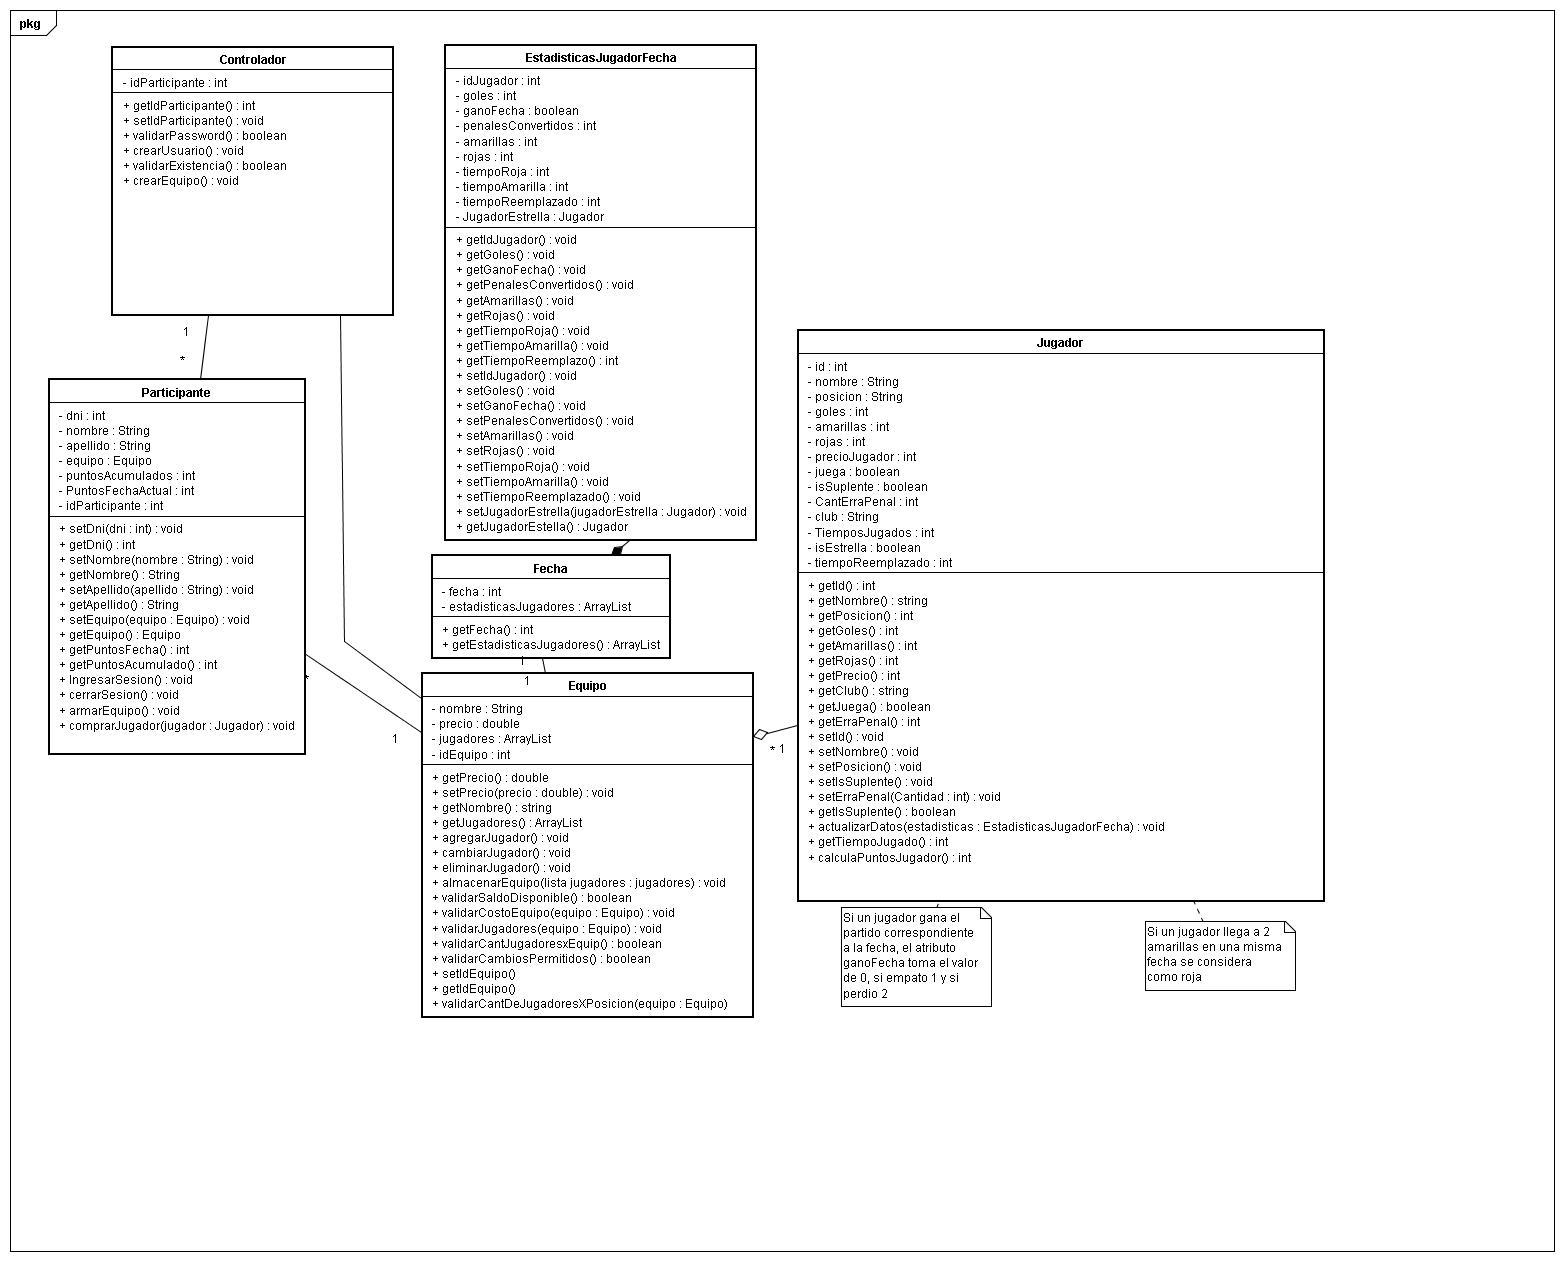 pkg
Controlador
- idParticipante : int
+ getIdParticipante() : int
+ setIdParticipante() : void
+ validarPassword() : boolean
+ crearUsuario() : void
+ validarExistencia() : boolean
+ crearEquipo() : void
EstadisticasJugadorFecha
- idJugador : int
- goles : int
- ganoFecha : boolean
- penalesConvertidos : int
- amarillas : int
- rojas : int
- tiempoRoja : int
- tiempoAmarilla : int
- tiempoReemplazado : int
- JugadorEstrella : Jugador
+ getIdJugador() : void
+ getGoles() : void
+ getGanoFecha() : void
+ getPenalesConvertidos() : void
+ getAmarillas() : void
+ getRojas() : void
+ getTiempoRoja() : void
+ getTiempoAmarilla() : void
+ getTiempoReemplazo() : int
+ setIdJugador() : void
+ setGoles() : void
+ setGanoFecha() : void
+ setPenalesConvertidos() : void
+ setAmarillas() : void
+ setRojas() : void
+ setTiempoRoja() : void
+ setTiempoAmarilla() : void
+ setTiempoReemplazado() : void
+ setJugadorEstrella(jugadorEstrella : Jugador) : void
+ getJugadorEstella() : Jugador
1
*
Participante
- dni : int
- nombre : String
- apellido : String
- equipo : Equipo
- puntosAcumulados : int
- PuntosFechaActual : int
- idParticipante : int
+ setDni(dni : int) : void
+ getDni() : int
+ setNombre(nombre : String) : void
+ getNombre() : String
+ setApellido(apellido : String) : void
+ getApellido() : String
+ setEquipo(equipo : Equipo) : void
+ getEquipo() : Equipo
+ getPuntosFecha() : int
+ getPuntosAcumulado() : int
+ IngresarSesion() : void
+ cerrarSesion() : void
+ armarEquipo() : void
+ comprarJugador(jugador : Jugador) : void
*
1
Fecha
- fecha : int
- estadisticasJugadores : ArrayList
+ getFecha() : int
+ getEstadisticasJugadores() : ArrayList
1
1
Equipo
- nombre : String
- precio : double
- jugadores : ArrayList
- idEquipo : int
+ getPrecio() : double
+ setPrecio(precio : double) : void
+ getNombre() : string
+ getJugadores() : ArrayList
+ agregarJugador() : void
+ cambiarJugador() : void
+ eliminarJugador() : void
+ almacenarEquipo(lista jugadores : jugadores) : void
+ validarSaldoDisponible() : boolean
+ validarCostoEquipo(equipo : Equipo) : void
+ validarJugadores(equipo : Equipo) : void
+ validarCantJugadoresxEquip() : boolean
+ validarCambiosPermitidos() : boolean
+ setIdEquipo()
+ getIdEquipo()
+ validarCantDeJugadoresXPosicion(equipo : Equipo)
* 1
Jugador
- id : int
- nombre : String
- posicion : String
- goles : int
- amarillas : int
- rojas : int
- precioJugador : int
- juega : boolean
- isSuplente : boolean
- CantErraPenal : int
- club : String
- TiemposJugados : int
- isEstrella : boolean
- tiempoReemplazado : int
+ getId() : int
+ getNombre() : string
+ getPosicion() : int
+ getGoles() : int
+ getAmarillas() : int
+ getRojas() : int
+ getPrecio() : int
+ getClub() : string
+ getJuega() : boolean
+ getErraPenal() : int
+ setId() : void
+ setNombre() : void
+ setPosicion() : void
+ setIsSuplente() : void
+ setErraPenal(Cantidad : int) : void
+ getIsSuplente() : boolean
+ actualizarDatos(estadisticas : EstadisticasJugadorFecha) : void
+ getTiempoJugado() : int
+ calculaPuntosJugador() : int
Si un jugador gana el
partido correspondiente
a la fecha, el atributo
ganoFecha toma el valor
de 0, si empato 1 y si
perdio 2
Si un jugador llega a 2
amarillas en una misma
fecha se considera
como roja